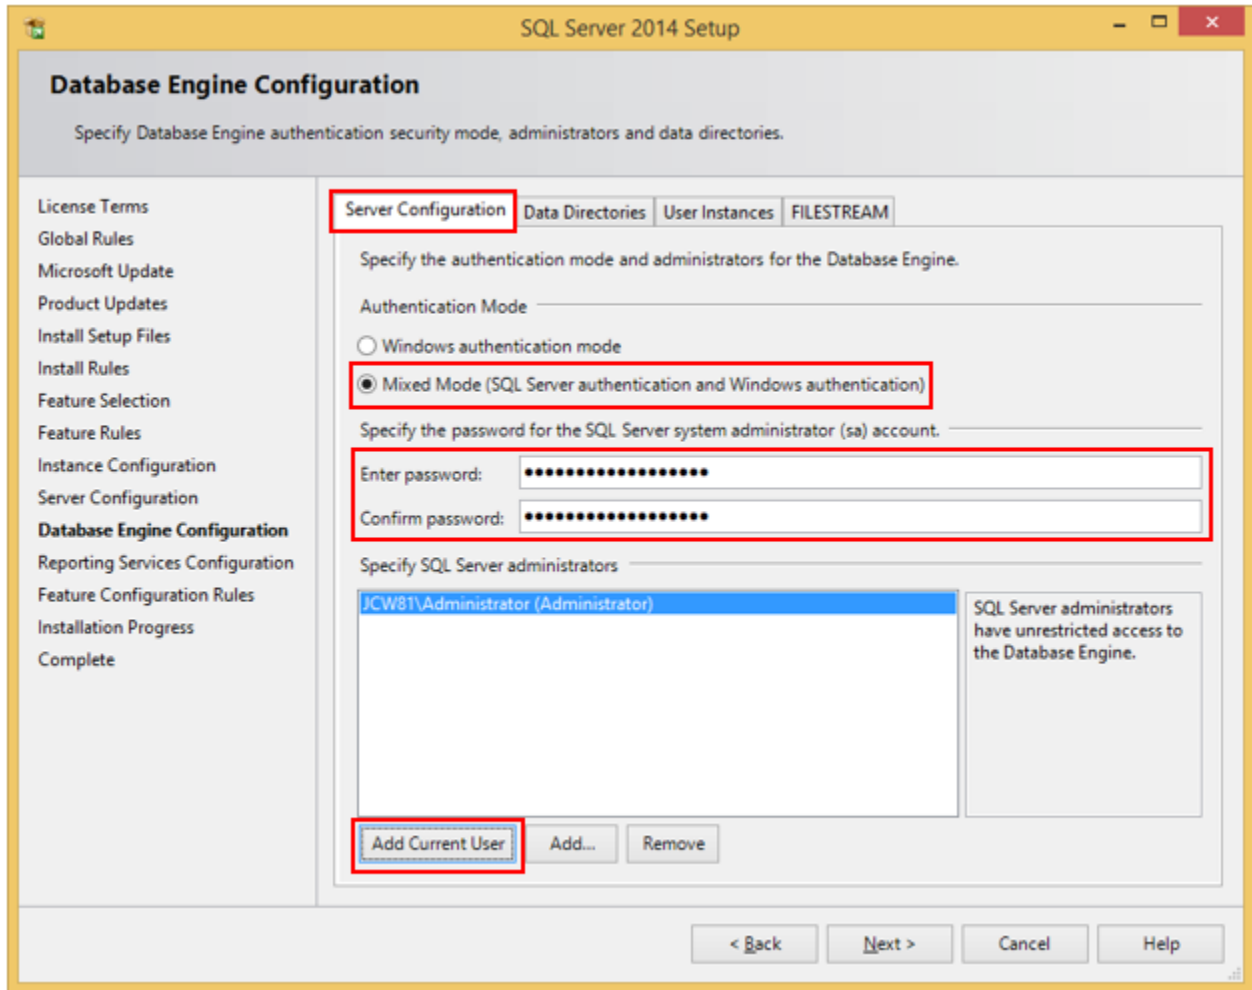 SQL Server 2014 Setup
Database Engine Configuration
Specify Database Engine authentication security mode, administrators and data directories.
License Terms
Global Rules
Microsoft Update
Product Updates
Install Setup Files
Install Rules
Feature Selection
Feature Rules
Instance Configuration
Server Configuration
Database Engine Configuration
Reporting Services Configuration
Feature Configuration Rules
Installation Progress
Complete
Server Configuration Data Directories User Instances FILESTREAM
Specify the authentication mode and administrators for the Database Engine.
Authentication Mode
Windows authentication mode
Mixed Mode (SQL Server authentication and Windows authentication)
Specify the password for the SQL Server system administrator (sa) account.
Enter password: ●●●●●●●●●●●●●●●●●●
Confirm password: ●●●●●●●●●●●●●●●●●●
Specify SQL Server administrators
JCW81\Administrator (Administrator)
SQL Server administrators
have unrestricted access to
the Database Engine.
Add Current User Add... Remove
< Back Next > Cancel Help